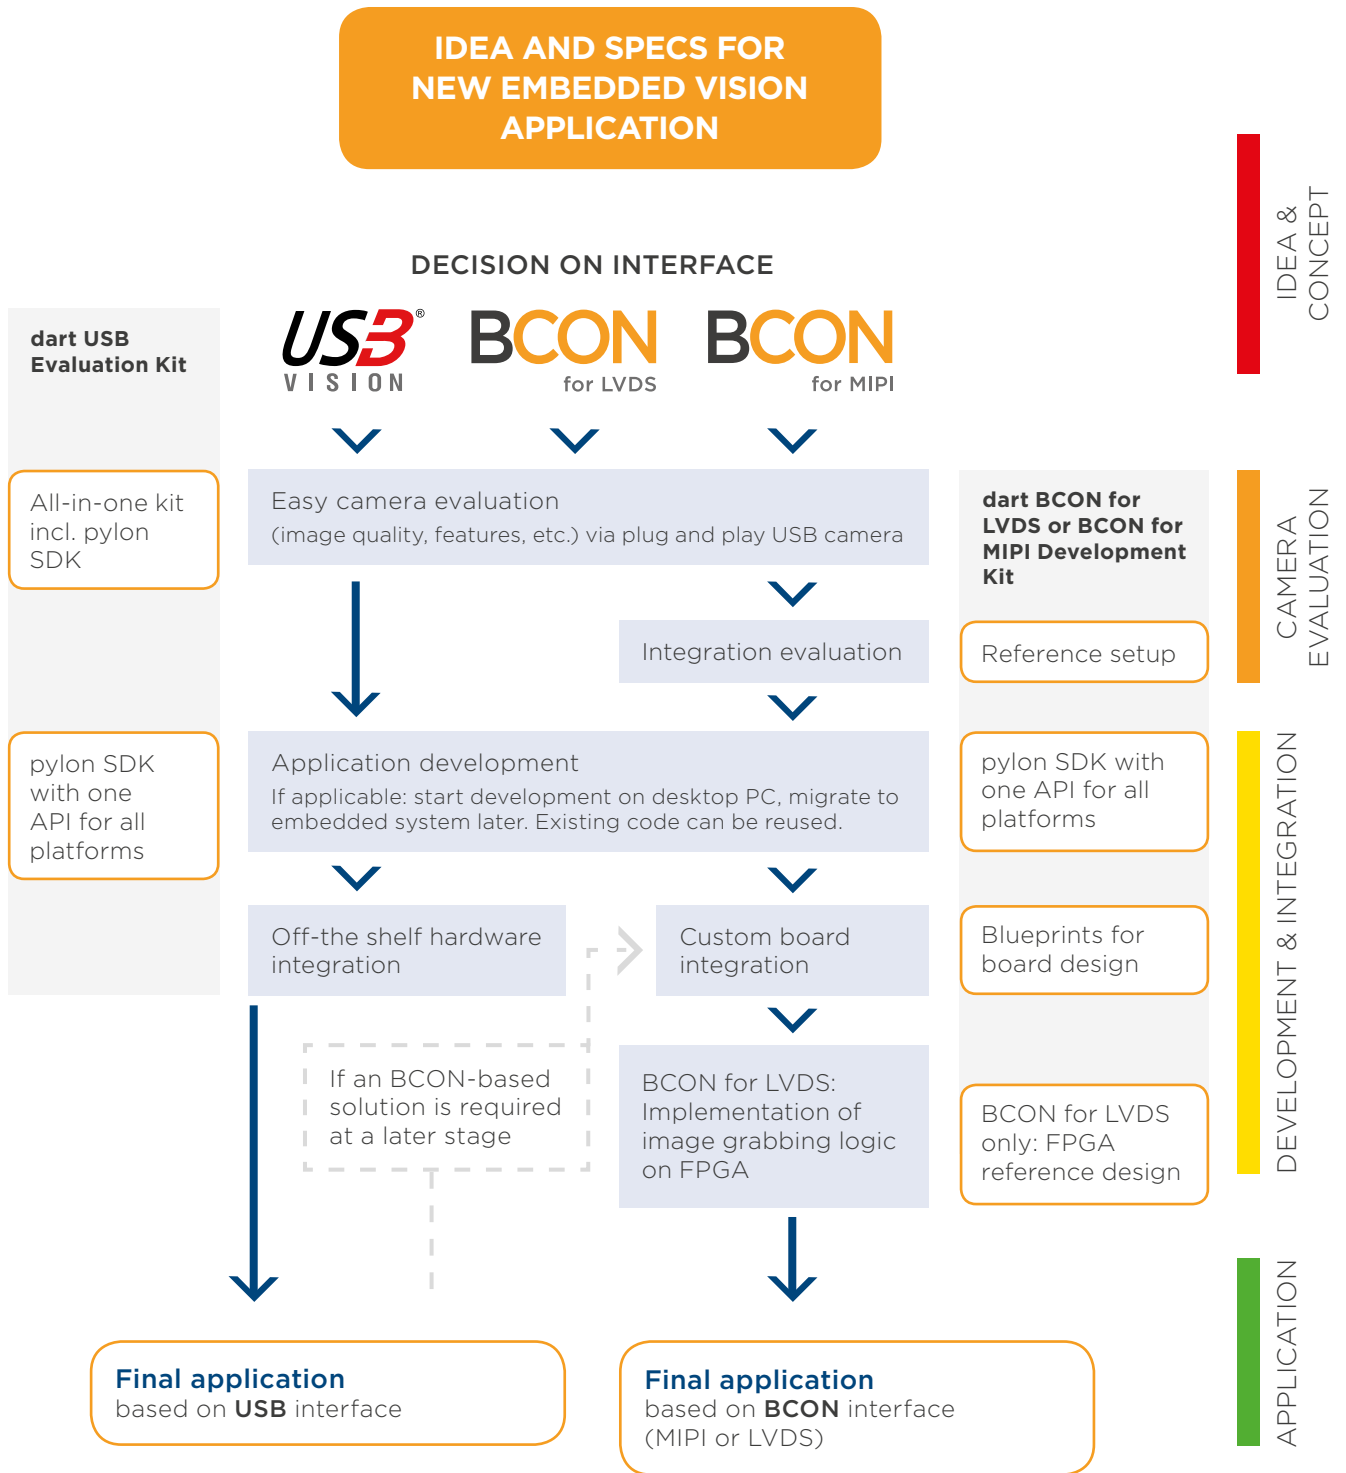 IDEA AND SPECS FOR
NEW EMBEDDED VISION
APPLICATION
IDEA &
CONCEPT
DECISION ON INTERFACE
dart USB
Evaluation Kit
USB®
VISION
BCON
for LVDS
BCON
for MIPI
All-in-one kit
incl. pylon
SDK
Easy camera evaluation
(image quality, features, etc.) via plug and play USB camera
dart BCON for
LVDS or BCON for
MIPI Development
Kit
CAMERA
EVALUATION
Integration evaluation
Reference setup
pylon SDK
with one
API for all
platforms
Application development
If applicable: start development on desktop PC, migrate to
embedded system later. Existing code can be reused.
pylon SDK with
one API for all
platforms
DEVELOPMENT & INTEGRATION
Off-the shelf hardware
integration
Custom board
integration
Blueprints for
board design
If an BCON-based
solution is required
at a later stage
BCON for LVDS:
Implementation of
image grabbing logic
on FPGA
BCON for LVDS
only: FPGA
reference design
APPLICATION
Final application
based on USB interface
Final application
based on BCON interface
(MIPI or LVDS)